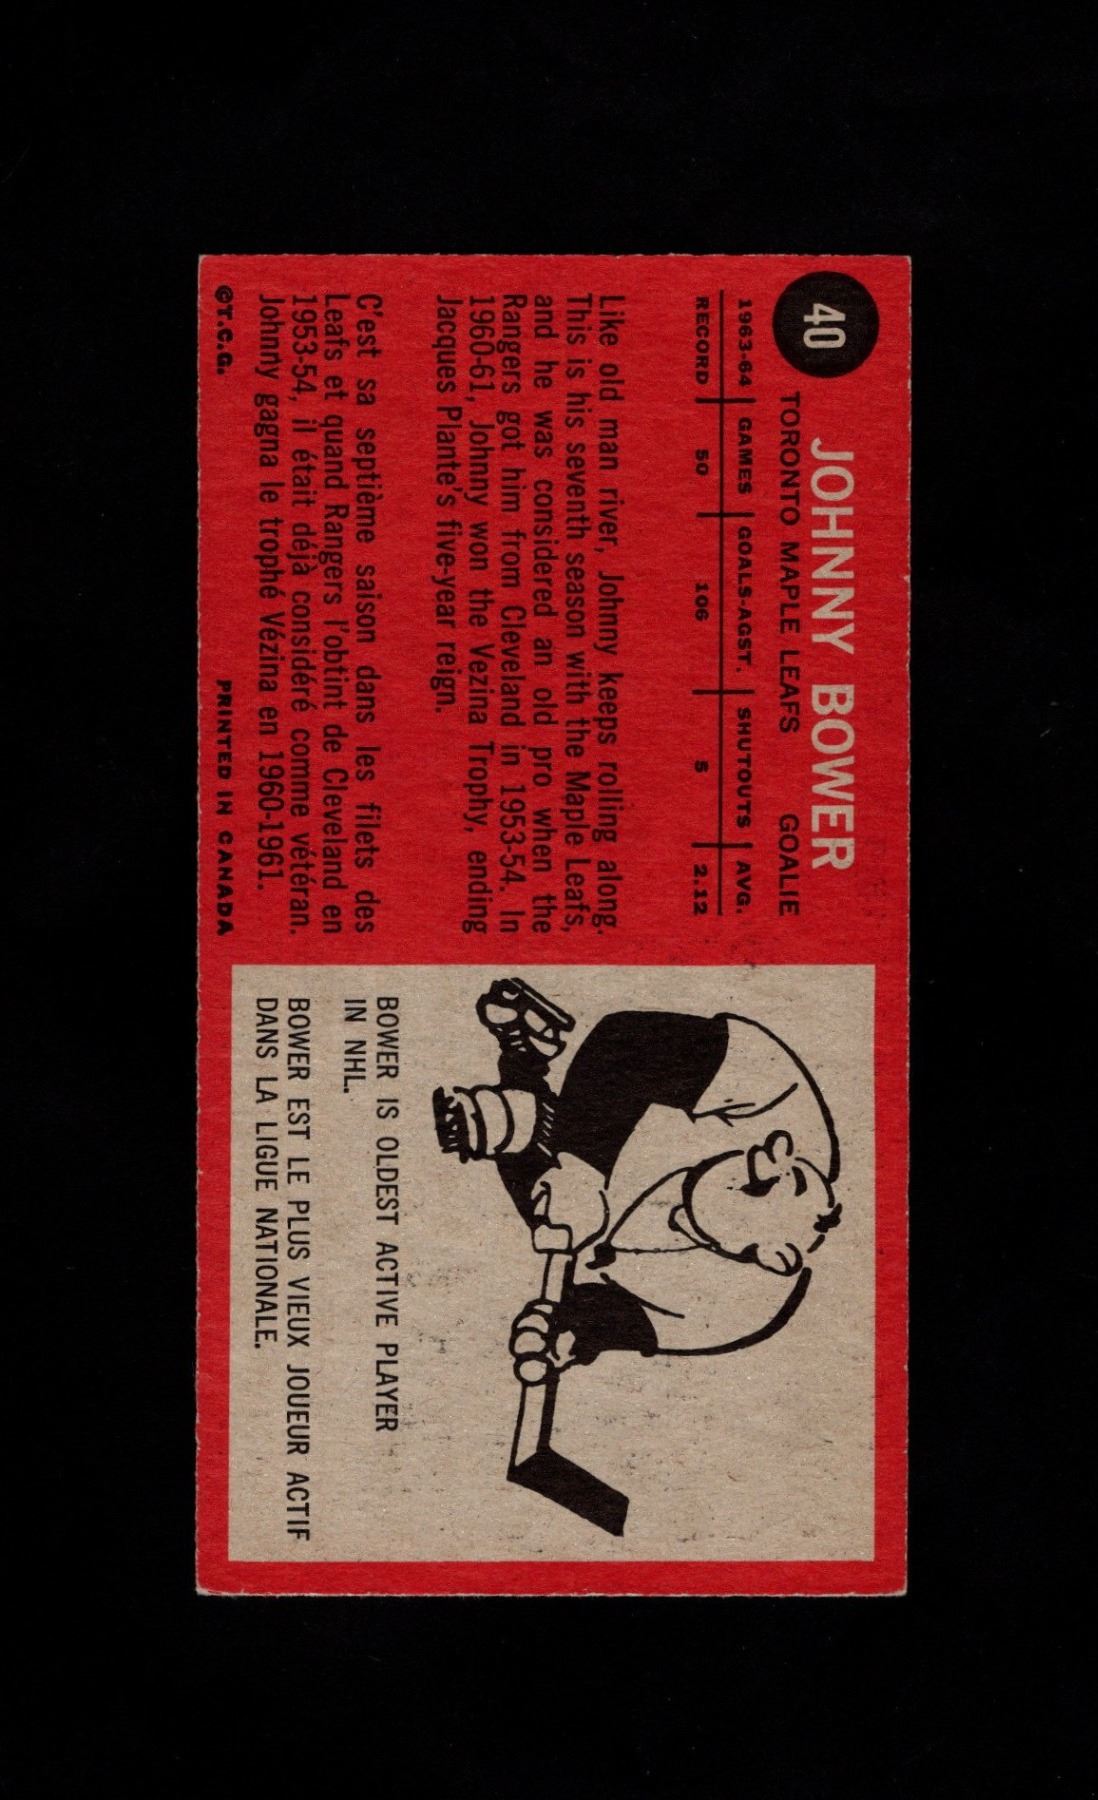 40
JOHNNY BOWER
TORONTO MAPLE LEAFS GOALIE
1963-64 GAMES GOALS-AGST. SHUTOUTS AVG.
RECORD 50 106 5 2.12
Like old man river, Johnny keeps rolling along.
This is his seventh season with the Maple Leafs,
and he was considered an old pro when the
Rangers got him from Cleveland in 1953-54. In
1960-61, Johnny won the Vezina Trophy, ending
Jacques Plante's five-year reign.
C'est sa septième saison dans les filets des
Leafs et quand Rangers l'obtint de Cleveland en
1953-54, il était déjà considéré comme vétéran.
Johnny gagna le trophé Vézina en 1960-1961.
©T.C.G. PRINTED IN CANADA
BOWER IS OLDEST ACTIVE PLAYER
IN NHL.
BOWER EST LE PLUS VIEUX JOUEUR ACTIF
DANS LA LIGUE NATIONALE.